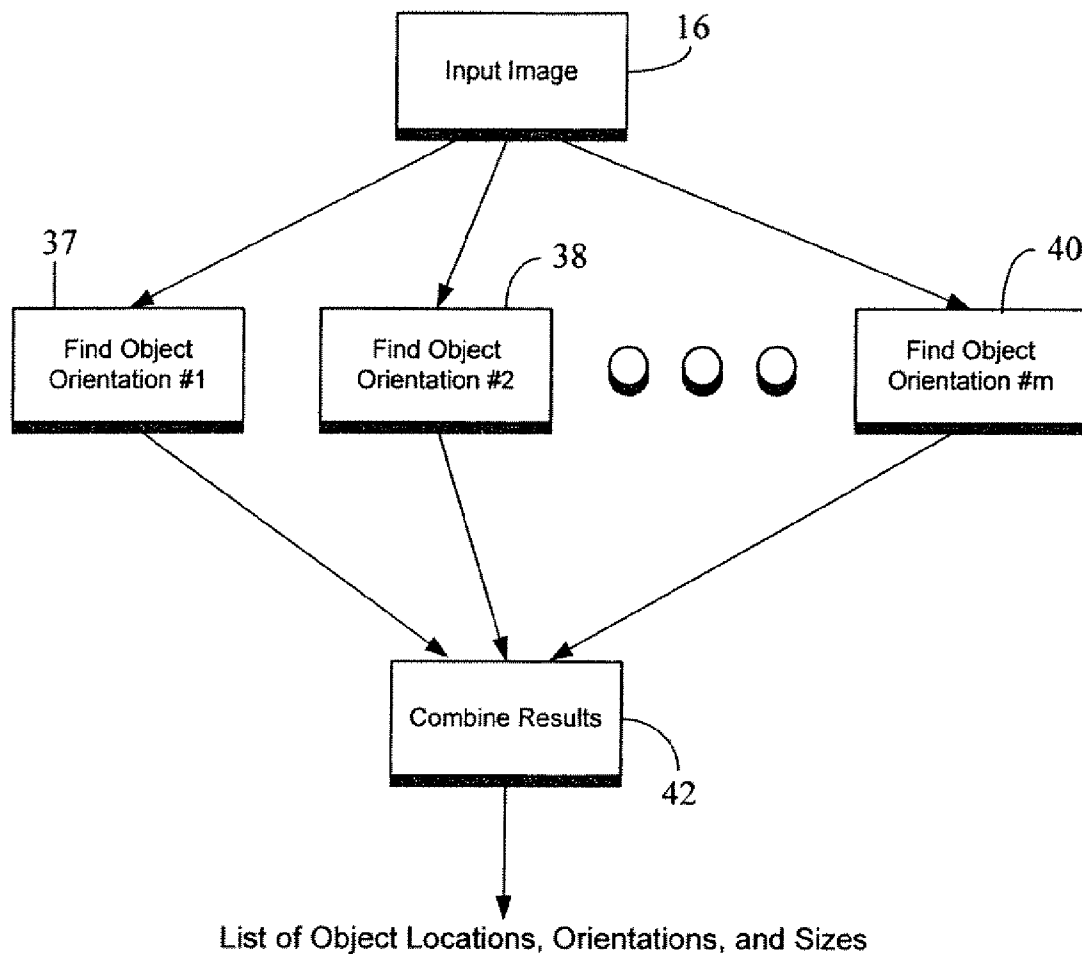 16
Input Image
37
38
40
Find Object
Orientation #1
Find Object
Orientation #2
Find Object
Orientation #m
Combine Results
42
List of Object Locations, Orientations, and Sizes